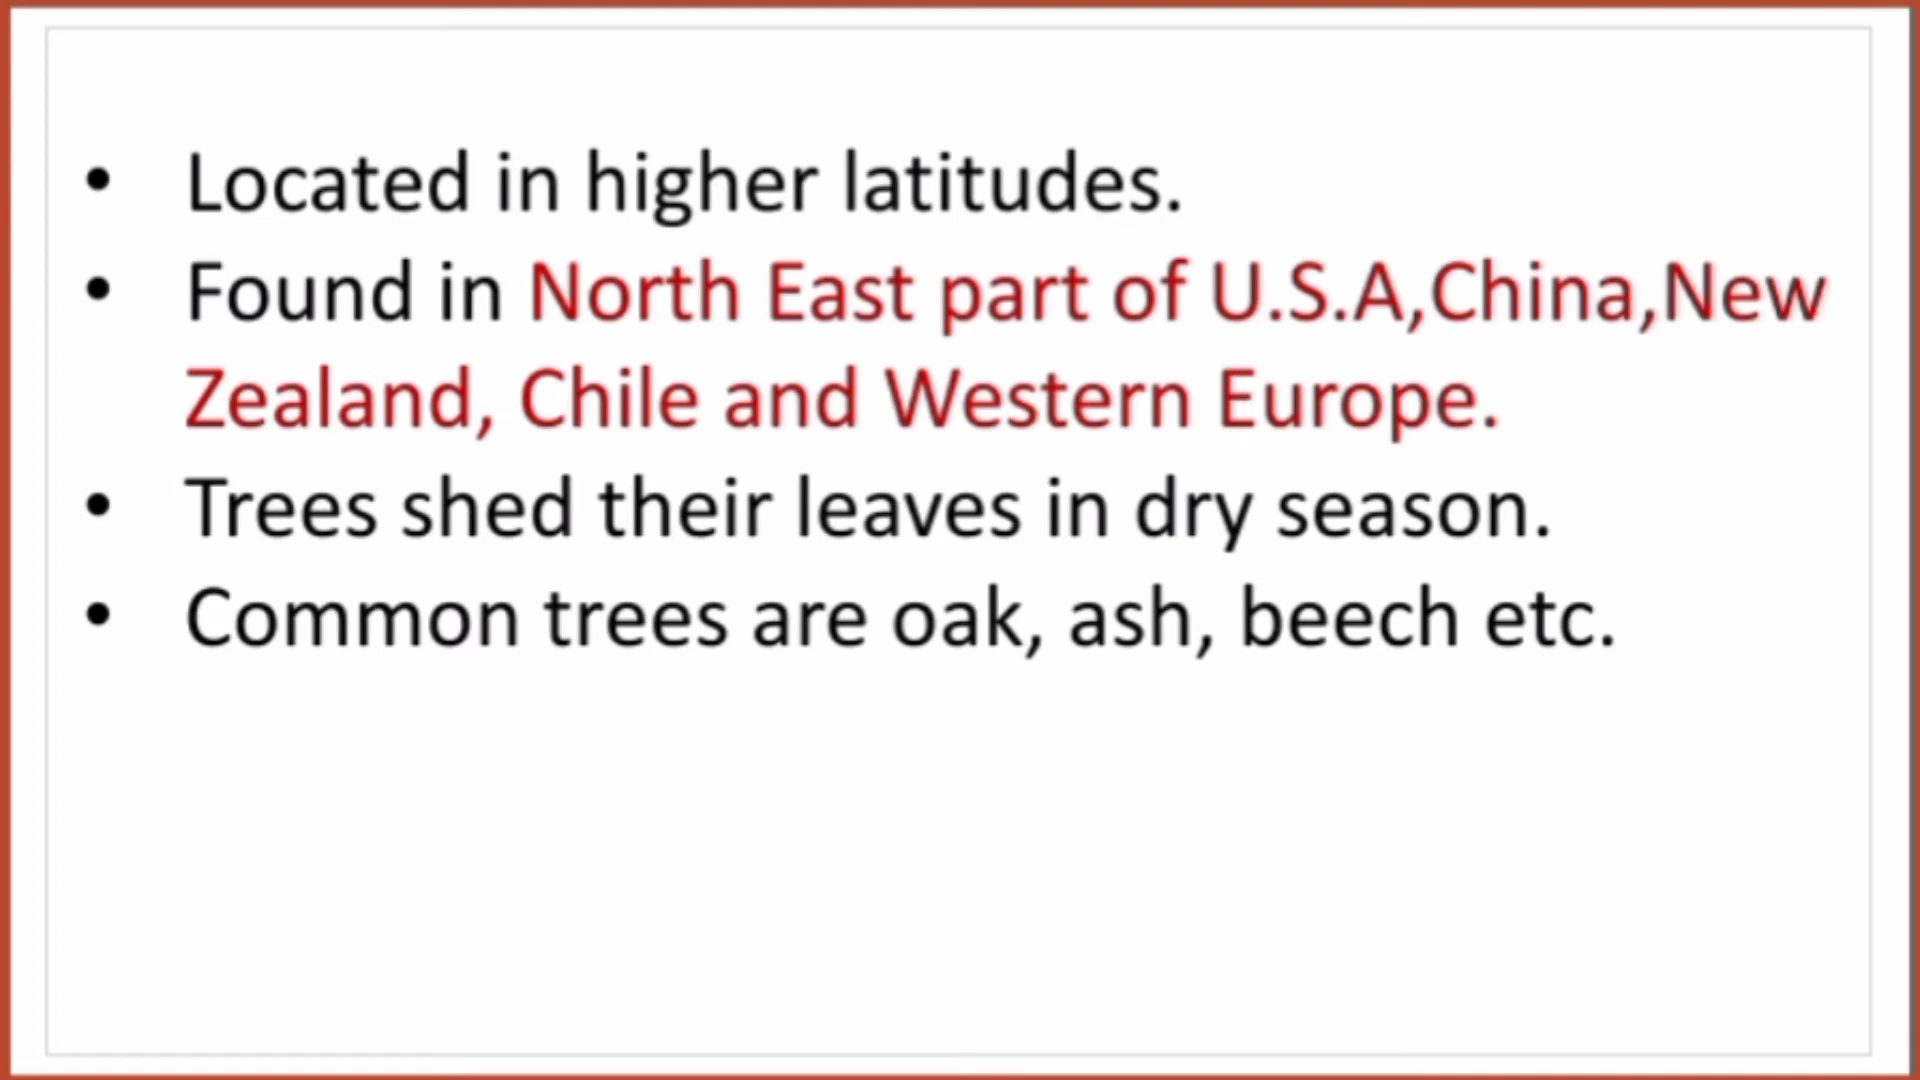 • Located in higher latitudes.
• Found in North East part of U.S.A,China,New
Zealand, Chile and Western Europe.
• Trees shed their leaves in dry season.
• Common trees are oak, ash, beech etc.